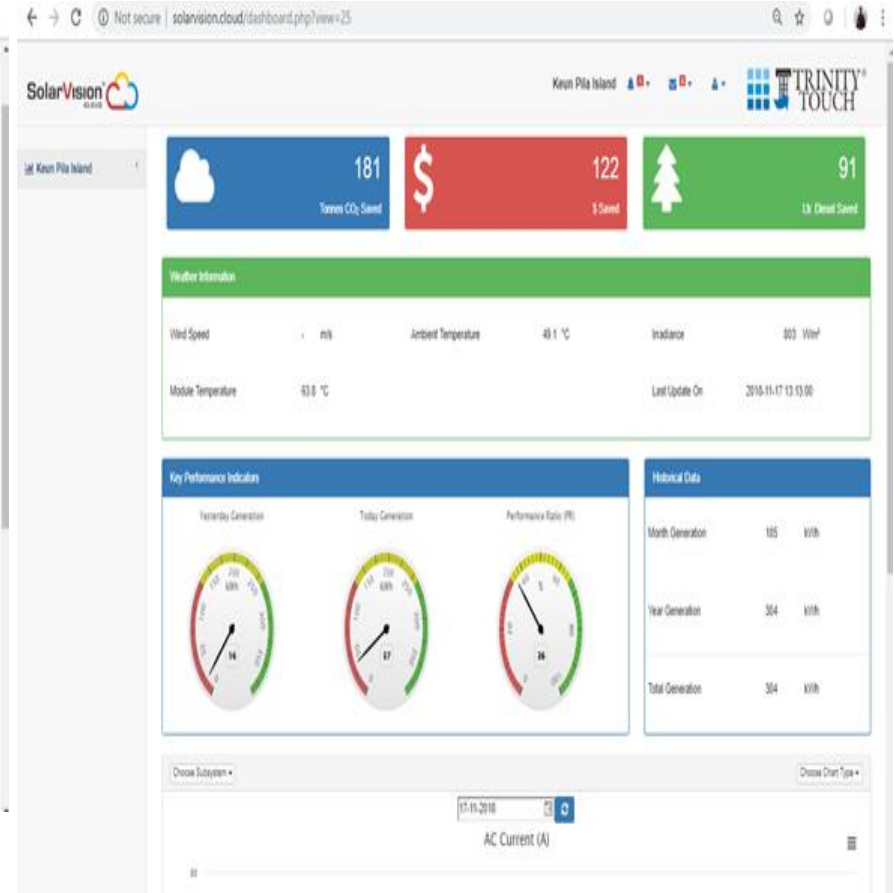 Not secure | solarvision.cloud/dashboard.php?view=25
SolarVision
CLOUD
Keun Pila Island
TRINITY
TOUCH
Keun Pila Island
181
Tonnes CO₂ Saved
122
$ Saved
91
Ltr. Diesel Saved
Weather Information
Wind Speed - m/s Ambient Temperature 49.1 °C Irradiance 803 W/m²
Module Temperature 63.8 °C Last Update On 2018-11-17 13:13:00
Key Performance Indicators
Historical Data
Yesterday Generation Today Generation Performance Ratio (PR)
Month Generation 185 kWh
kWh kWh %
Year Generation 304 kWh
57
Total Generation 304 kWh
Choose Subsystem
Choose Chart Type
17-11-2018
AC Current (A)